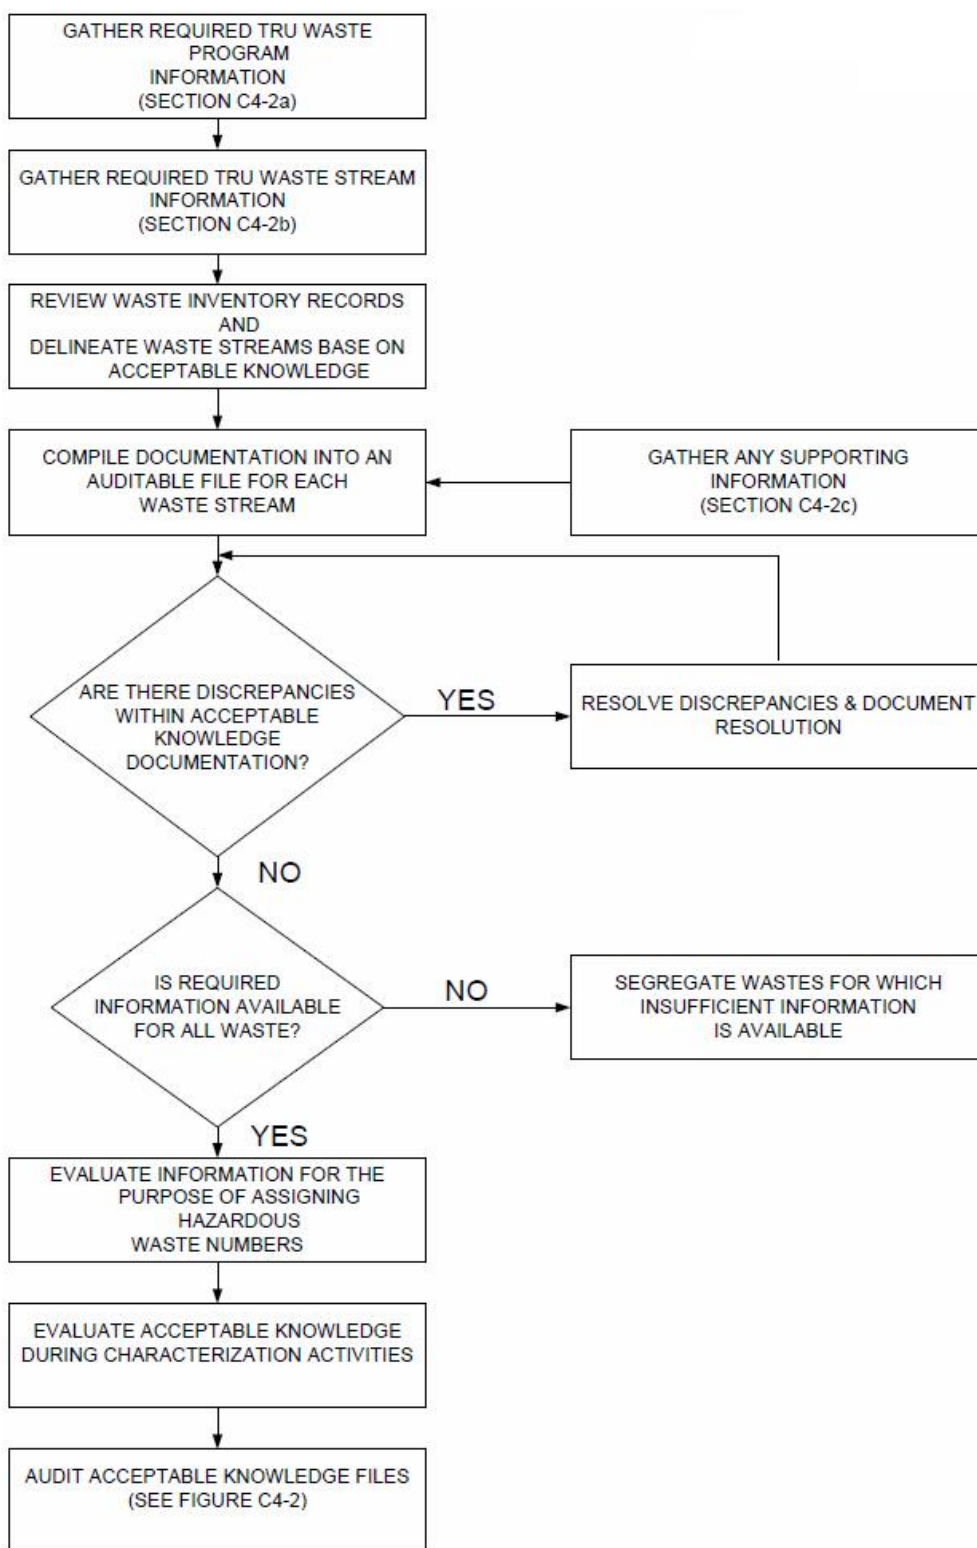 GATHER REQUIRED TRU WASTE
PROGRAM
INFORMATION
(SECTION C4-2a)
GATHER REQUIRED TRU WASTE STREAM
INFORMATION
(SECTION C4-2b)
REVIEW WASTE INVENTORY RECORDS
AND
DELINEATE WASTE STREAMS BASE ON
ACCEPTABLE KNOWLEDGE
COMPILE DOCUMENTATION INTO AN
AUDITABLE FILE FOR EACH
WASTE STREAM
GATHER ANY SUPPORTING
INFORMATION
(SECTION C4-2c)
ARE THERE DISCREPANCIES
WITHIN ACCEPTABLE
KNOWLEDGE
DOCUMENTATION?
YES
RESOLVE DISCREPANCIES & DOCUMENT
RESOLUTION
NO
IS REQUIRED
INFORMATION AVAILABLE
FOR ALL WASTE?
NO
SEGREGATE WASTES FOR WHICH
INSUFFICIENT INFORMATION
IS AVAILABLE
YES
EVALUATE INFORMATION FOR THE
PURPOSE OF ASSIGNING
HAZARDOUS
WASTE NUMBERS
EVALUATE ACCEPTABLE KNOWLEDGE
DURING CHARACTERIZATION ACTIVITIES
AUDIT ACCEPTABLE KNOWLEDGE FILES
(SEE FIGURE C4-2)